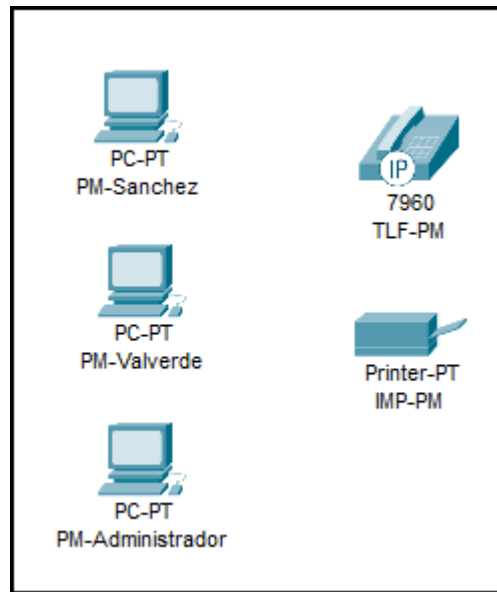 PC-PT
PM-Sanchez
IP
7960
TLF-PM
PC-PT
PM-Valverde
Printer-PT
IMP-PM
PC-PT
PM-Administrador